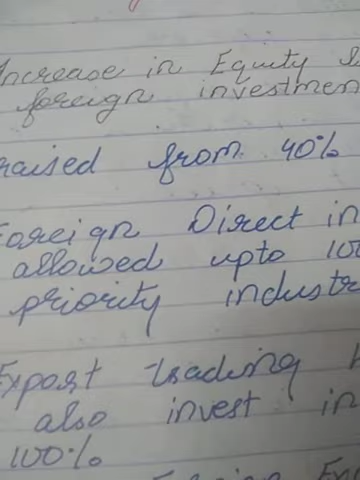 Increase in Equity
foreign investmen
raised from 40%
Foreign Direct in
allowed upto 100
priority industr
Export trading
also invest in
100%